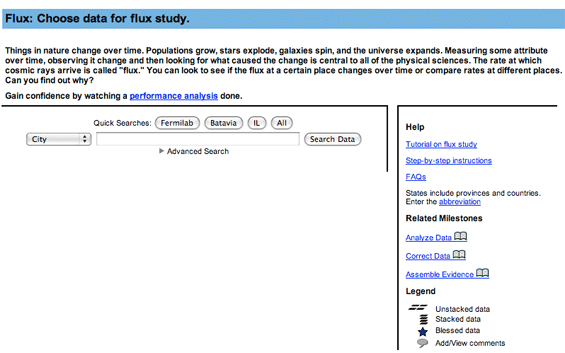 Flux: Choose data for flux study.
Things in nature change over time. Populations grow, stars explode, galaxies spin, and the universe expands. Measuring some attribute
over time, observing it change and then looking for what caused the change is central to all of the physical sciences. The rate at which
cosmic rays arrive is called "flux." You can look to see if the flux at a certain place changes over time or compare rates at different places.
Can you find out why?
Gain confidence by watching a performance analysis done.
Quick Searches: Fermilab Batavia IL All
City Search Data
Advanced Search
Help
Tutorial on flux study
Step-by-step instructions
FAQs
States include provinces and countries.
Enter the abbreviation
Related Milestones
Analyze Data
Correct Data
Assemble Evidence
Legend
Unstacked data
Stacked data
Blessed data
Add/View comments